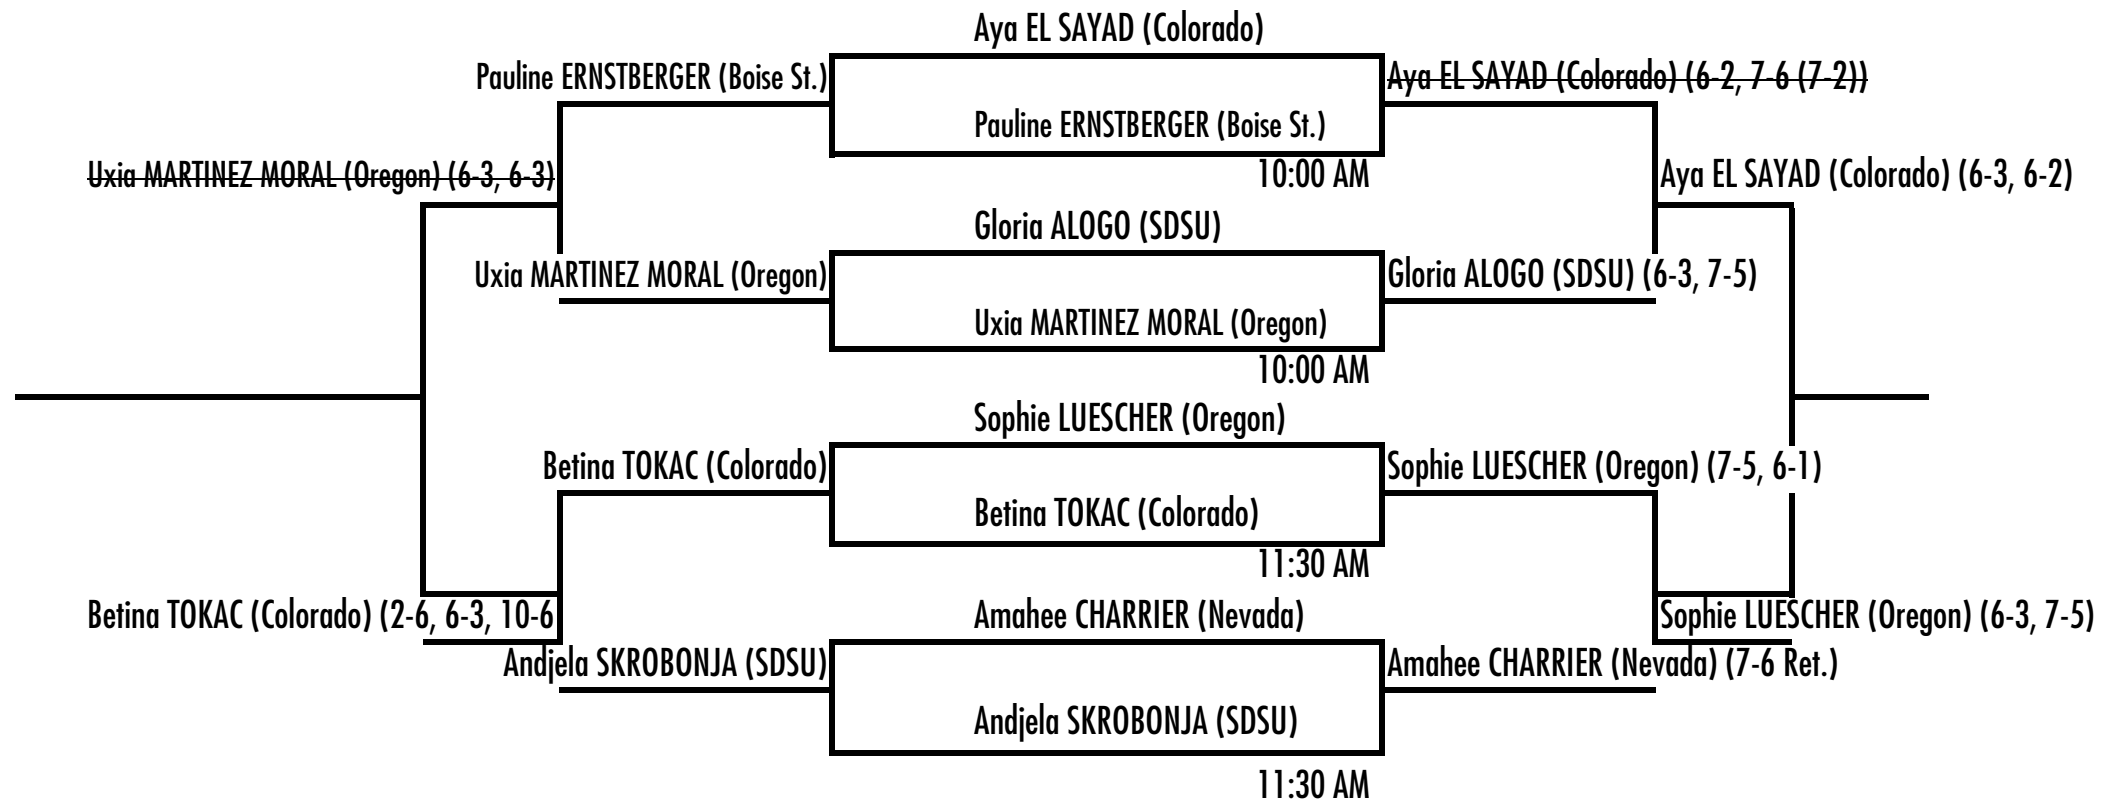 Aya EL SAYAD (Colorado)
Pauline ERNSTBERGER (Boise St.)
Aya EL SAYAD (Colorado) (6-2, 7-6 (7-2))
Pauline ERNSTBERGER (Boise St.)
10:00 AM
Uxia MARTINEZ MORAL (Oregon) (6-3, 6-3)
Aya EL SAYAD (Colorado) (6-3, 6-2)
Gloria ALOGO (SDSU)
Uxia MARTINEZ MORAL (Oregon)
Gloria ALOGO (SDSU) (6-3, 7-5)
Uxia MARTINEZ MORAL (Oregon)
10:00 AM
Sophie LUESCHER (Oregon)
Betina TOKAC (Colorado)
Sophie LUESCHER (Oregon) (7-5, 6-1)
Betina TOKAC (Colorado)
11:30 AM
Betina TOKAC (Colorado) (2-6, 6-3, 10-6
Amahee CHARRIER (Nevada)
Sophie LUESCHER (Oregon) (6-3, 7-5)
Andjela SKROBONJA (SDSU)
Amahee CHARRIER (Nevada) (7-6 Ret.)
Andjela SKROBONJA (SDSU)
11:30 AM